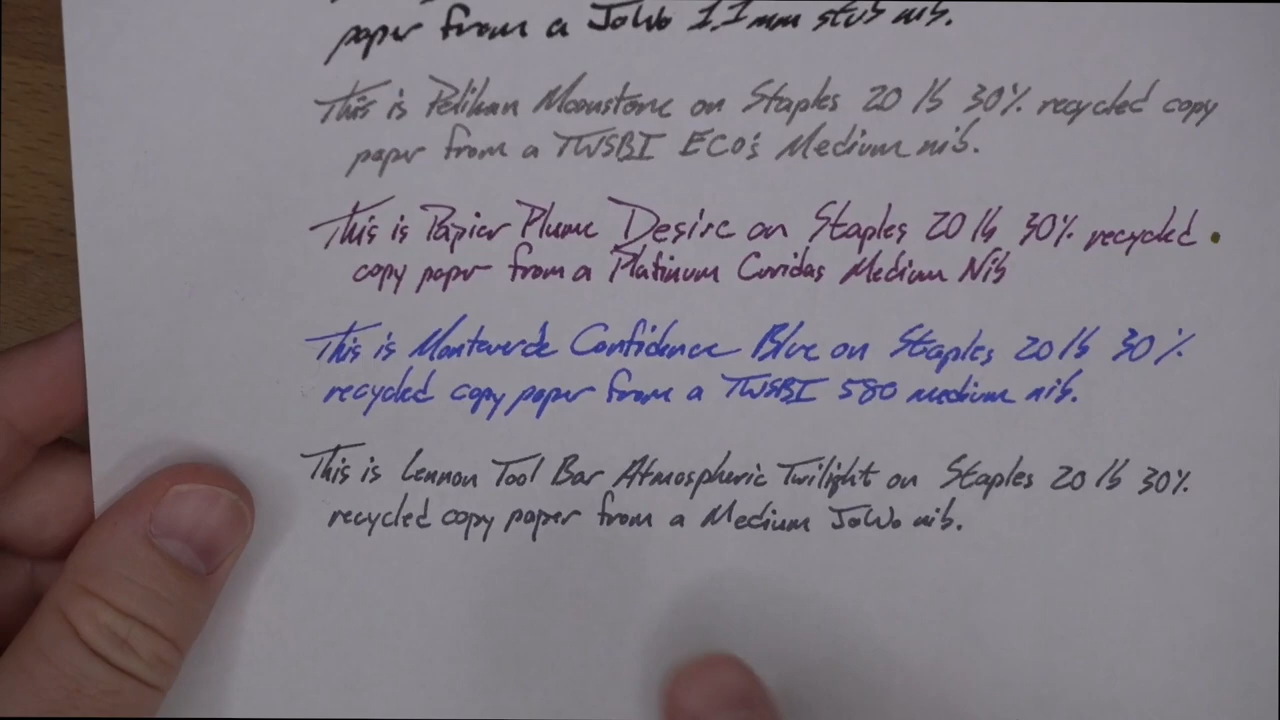 paper from a JoWo 1.1 mm stub nib.
This is Pelikan Moonstone on Staples 20 lb 30% recycled copy
paper from a TWSBI ECO's Medium nib.
This is Papier Plume Desire on Staples 20 lb 30% recycled
copy paper from a Platinum Curidas Medium Nib
This is Monteverde Confidence Blue on Staples 20 lb 30%
recycled copy paper from a TWSBI 580 medium nib.
This is Lennon Tool Bar Atmospheric Twilight on Staples 20 lb 30%
recycled copy paper from a Medium JoWo nib.